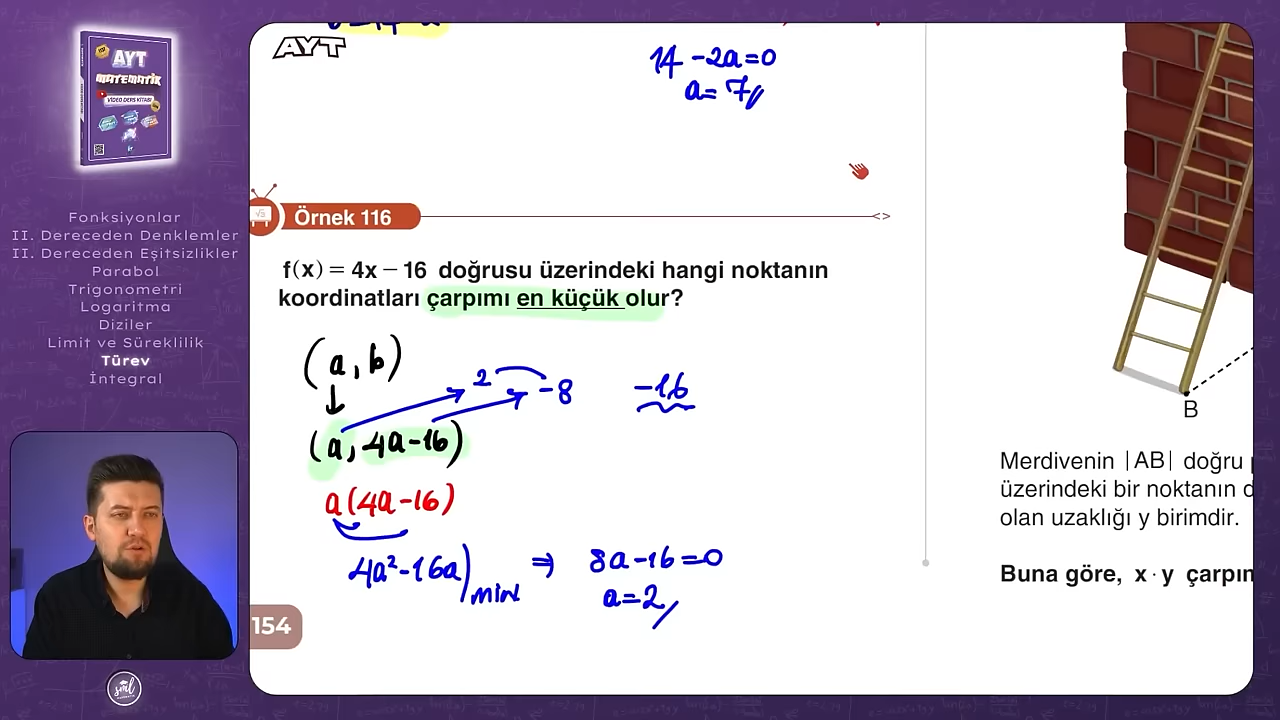 AYT
MATEMATİK
VİDEO DERS KİTABI
Fonksiyonlar
II. Dereceden Denklemler
II. Dereceden Eşitsizlikler
Parabol
Trigonometri
Logaritma
Diziler
Limit ve Süreklilik
Türev
İntegral
sml
AYT
14 - 2a = 0
a = 7
Örnek 116
f(x) = 4x − 16 doğrusu üzerindeki hangi noktanın
koordinatları çarpımı en küçük olur?
(a, b)
2
-8
-16
(a, 4a-16)
a(4a-16)
4a²-16a) min ⇒ 8a-16=0
a=2
154
B
Merdivenin |AB| doğru
üzerindeki bir noktanın
olan uzaklığı y birimdir.
Buna göre, x · y çarpın